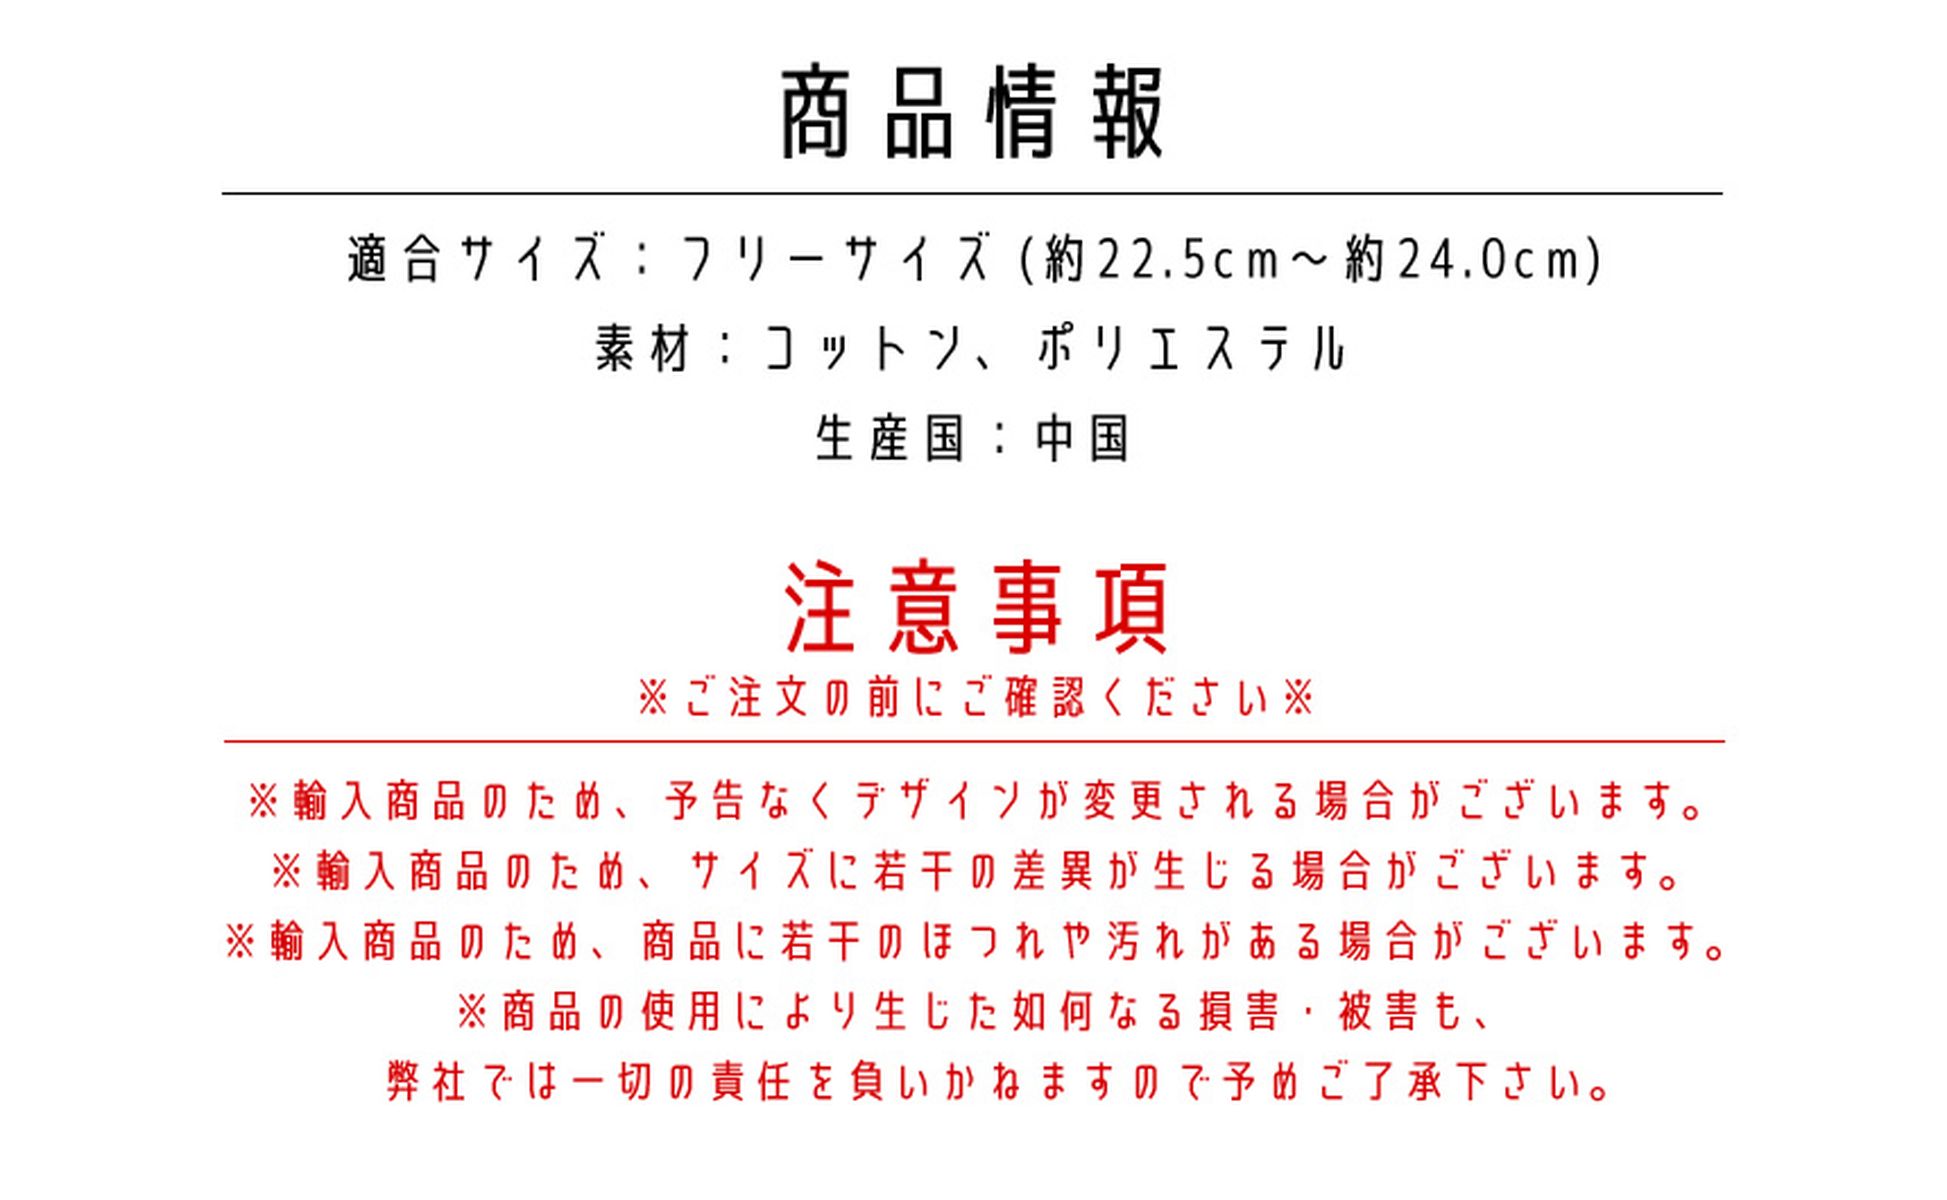 商品情報
適合サイズ：フリーサイズ(約22.5cm～約24.0cm)
素材：コットン、ポリエステル
生産国：中国
注意事項
※ご注文の前にご確認ください※
※輸入商品のため、予告なくデザインが変更される場合がございます。
※輸入商品のため、サイズに若干の差異が生じる場合がございます。
※輸入商品のため、商品に若干のほつれや汚れがある場合がございます。
※商品の使用により生じた如何なる損害・被害も、
弊社では一切の責任を負いかねますので予めご了承下さい。